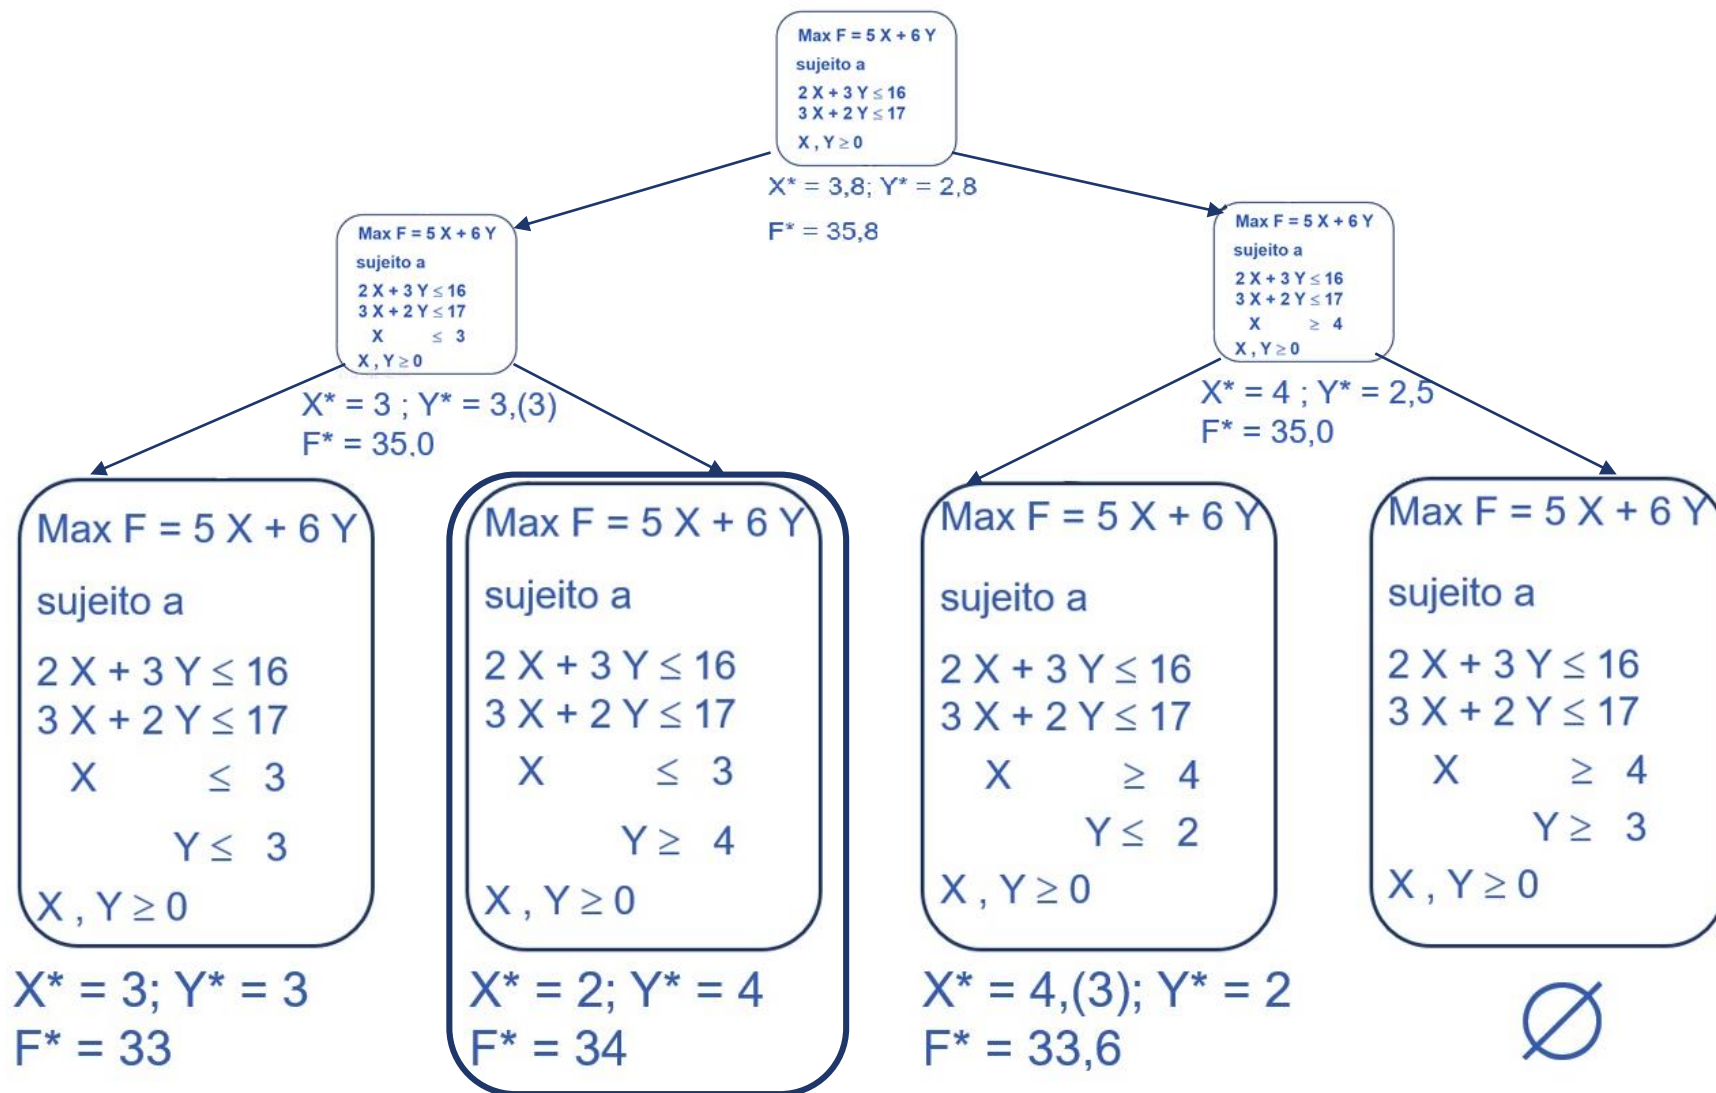 Max F = 5 X + 6 Y
sujeito a
2 X + 3 Y ≤ 16
3 X + 2 Y ≤ 17
X , Y ≥ 0
X* = 3,8; Y* = 2,8
F* = 35,8
Max F = 5 X + 6 Y
sujeito a
2 X + 3 Y ≤ 16
3 X + 2 Y ≤ 17
X ≤ 3
X , Y ≥ 0
X* = 3 ; Y* = 3,(3)
F* = 35,0
Max F = 5 X + 6 Y
sujeito a
2 X + 3 Y ≤ 16
3 X + 2 Y ≤ 17
X ≥ 4
X , Y ≥ 0
X* = 4 ; Y* = 2,5
F* = 35,0
Max F = 5 X + 6 Y
sujeito a
2 X + 3 Y ≤ 16
3 X + 2 Y ≤ 17
X ≤ 3
Y ≤ 3
X , Y ≥ 0
X* = 3; Y* = 3
F* = 33
Max F = 5 X + 6 Y
sujeito a
2 X + 3 Y ≤ 16
3 X + 2 Y ≤ 17
X ≤ 3
Y ≥ 4
X , Y ≥ 0
X* = 2; Y* = 4
F* = 34
Max F = 5 X + 6 Y
sujeito a
2 X + 3 Y ≤ 16
3 X + 2 Y ≤ 17
X ≥ 4
Y ≤ 2
X , Y ≥ 0
X* = 4,(3); Y* = 2
F* = 33,6
Max F = 5 X + 6 Y
sujeito a
2 X + 3 Y ≤ 16
3 X + 2 Y ≤ 17
X ≥ 4
Y ≥ 3
X , Y ≥ 0
∅